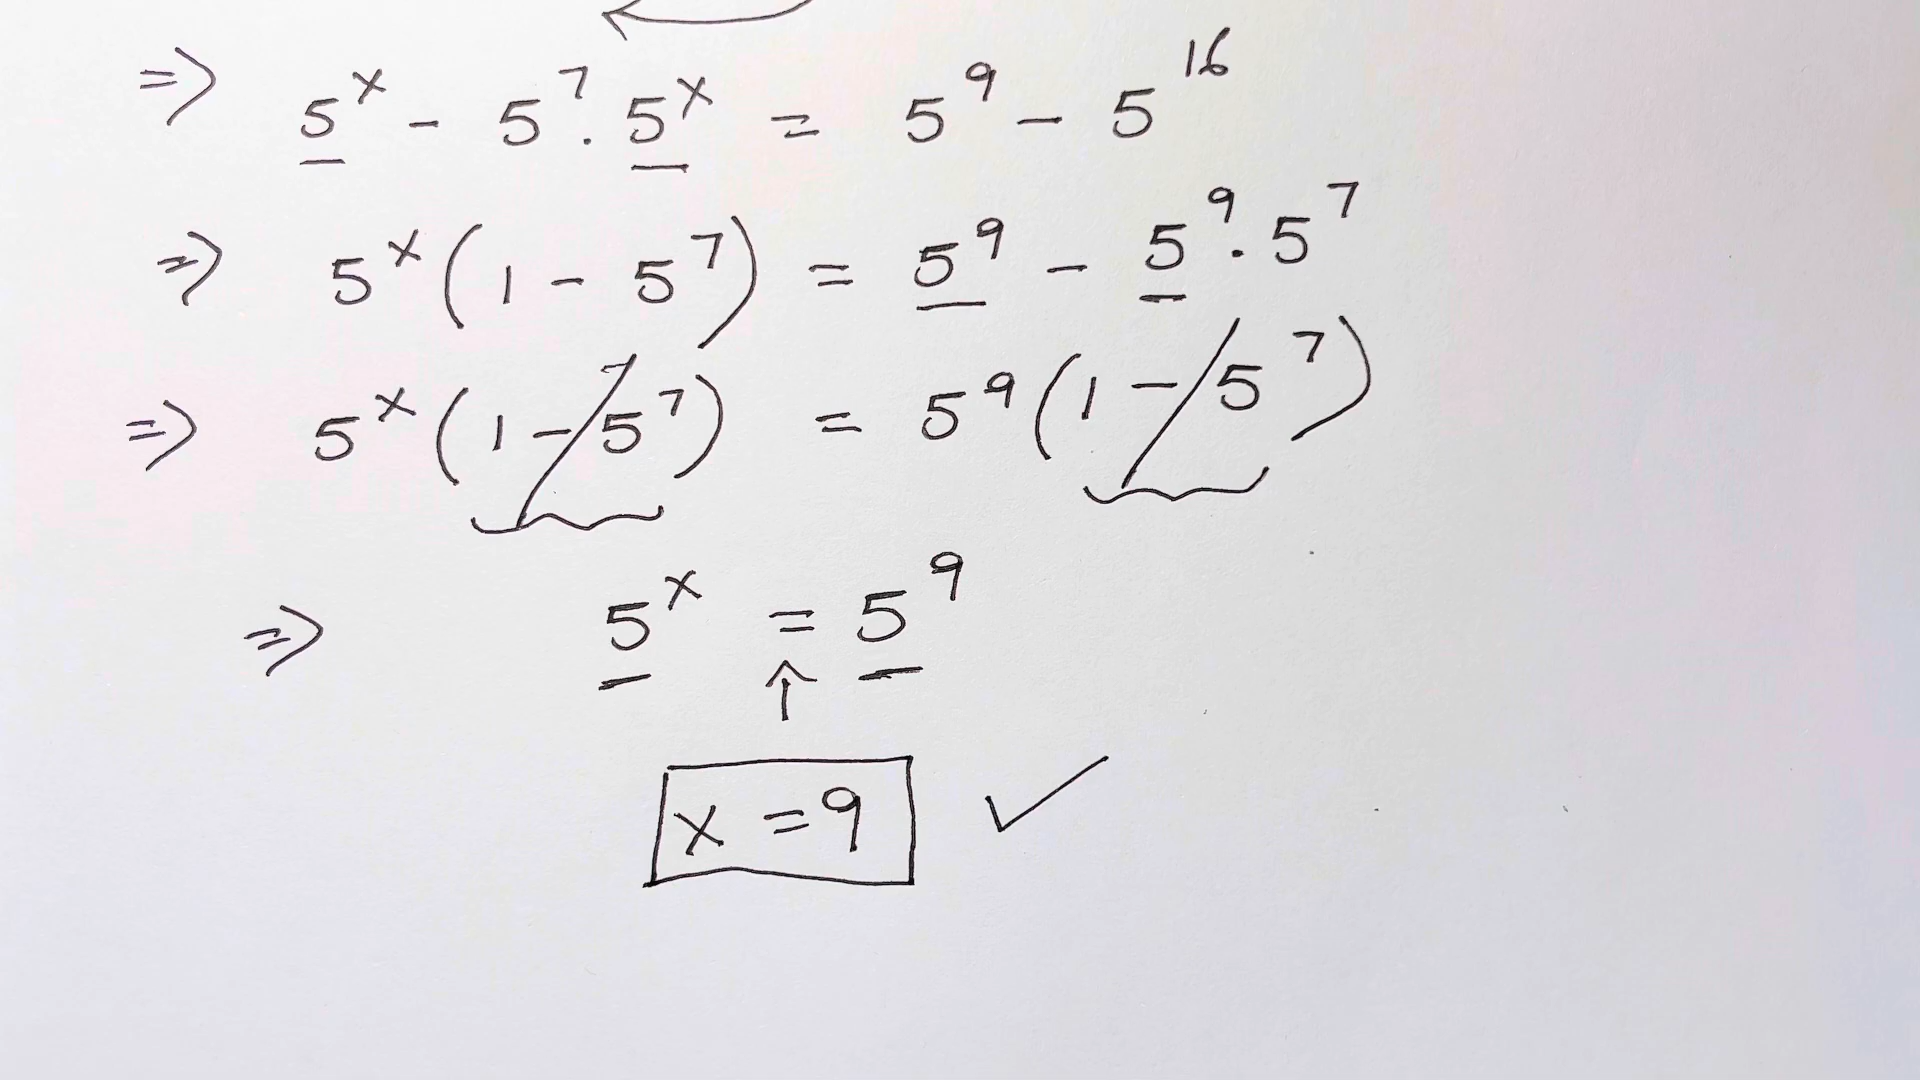 => 5^x - 5^7 . 5^x = 5^9 - 5^16
=> 5^x (1 - 5^7) = 5^9 - 5^9 . 5^7
=> 5^x (1 - 5^7) = 5^9 (1 - 5^7)
=> 5^x = 5^9
↑
x = 9 ✓